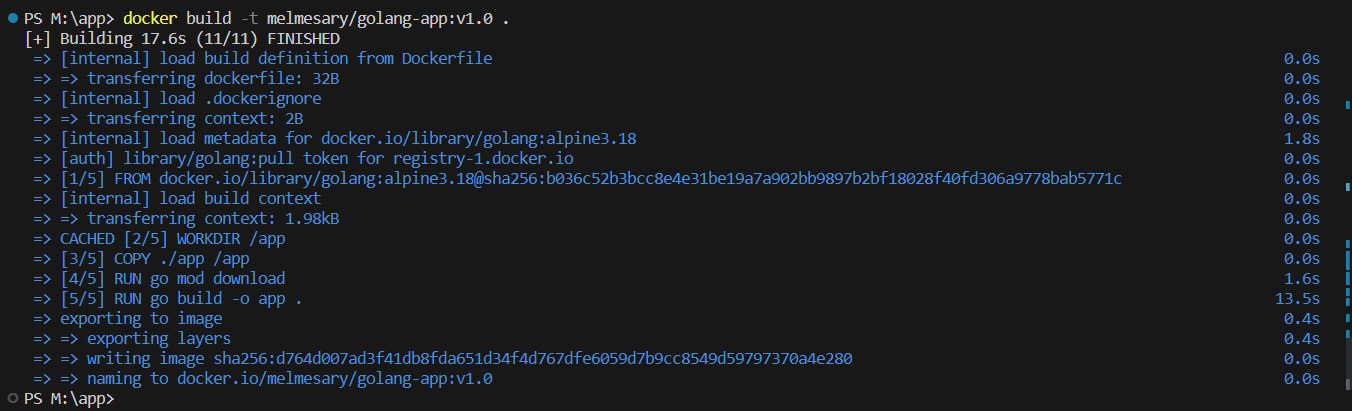 PS M:\app> docker build -t melmesary/golang-app:v1.0 .
[+] Building 17.6s (11/11) FINISHED
=> [internal] load build definition from Dockerfile 0.0s
=> => transferring dockerfile: 32B 0.0s
=> [internal] load .dockerignore 0.0s
=> => transferring context: 2B 0.0s
=> [internal] load metadata for docker.io/library/golang:alpine3.18 1.8s
=> [auth] library/golang:pull token for registry-1.docker.io 0.0s
=> [1/5] FROM docker.io/library/golang:alpine3.18@sha256:b036c52b3bcc8e4e31be19a7a902bb9897b2bf18028f40fd306a9778bab5771c 0.0s
=> [internal] load build context 0.0s
=> => transferring context: 1.98kB 0.0s
=> CACHED [2/5] WORKDIR /app 0.0s
=> [3/5] COPY ./app /app 0.0s
=> [4/5] RUN go mod download 1.6s
=> [5/5] RUN go build -o app . 13.5s
=> exporting to image 0.4s
=> => exporting layers 0.4s
=> => writing image sha256:d764d007ad3f41db8fda651d34f4d767dfe6059d7b9cc8549d59797370a4e280 0.0s
=> => naming to docker.io/melmesary/golang-app:v1.0 0.0s
PS M:\app>